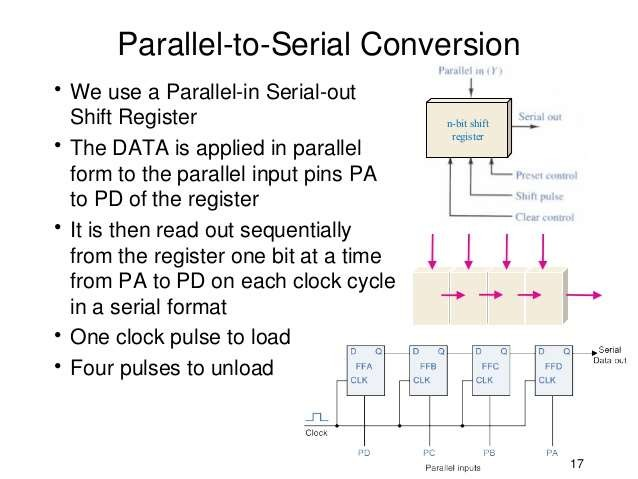 Parallel-to-Serial Conversion
• We use a Parallel-in Serial-out
Shift Register
• The DATA is applied in parallel
form to the parallel input pins PA
to PD of the register
• It is then read out sequentially
from the register one bit at a time
from PA to PD on each clock cycle
in a serial format
• One clock pulse to load
• Four pulses to unload
Parallel in (Y)
n-bit shift
register
Serial out
Preset control
Shift pulse
Clear control
D Q
FFA
CLK
D Q
FFB
CLK
D Q
FFC
CLK
D Q
FFD
CLK
Serial
Data out
Clock
PD
PC
PB
PA
Parallel inputs
17